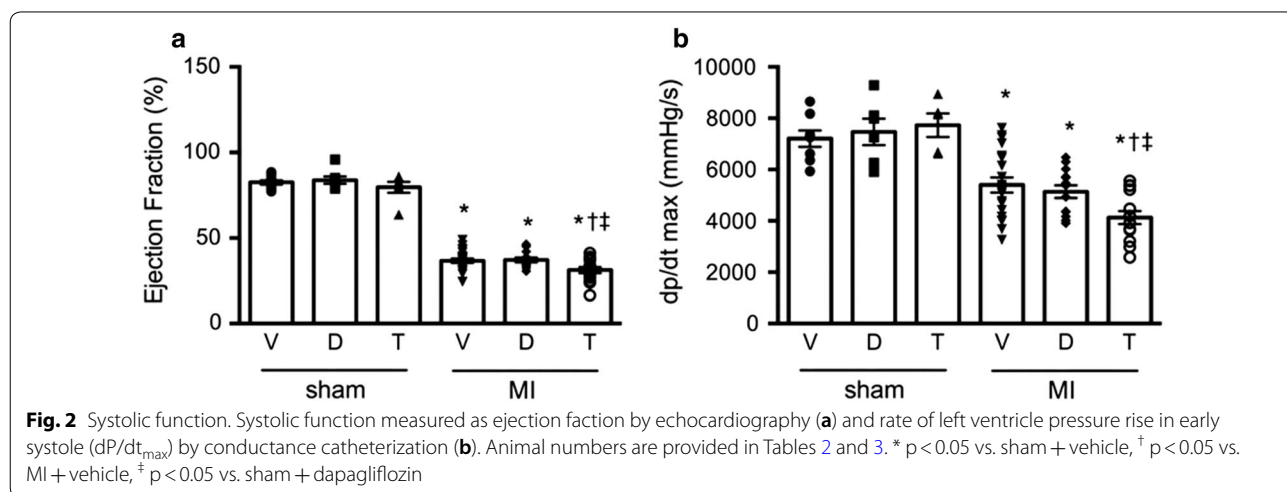 a
b
Ejection Fraction (%)
150
100
50
0
* * *†‡
V D T V D T
sham MI
dp/dt max (mmHg/s)
10000
8000
6000
4000
2000
0
* * *†‡
V D T V D T
sham MI
Fig. 2 Systolic function. Systolic function measured as ejection faction by echocardiography (a) and rate of left ventricle pressure rise in early
systole (dP/dtmax) by conductance catheterization (b). Animal numbers are provided in Tables 2 and 3. * p < 0.05 vs. sham + vehicle, † p < 0.05 vs.
MI + vehicle, ‡ p < 0.05 vs. sham + dapagliflozin